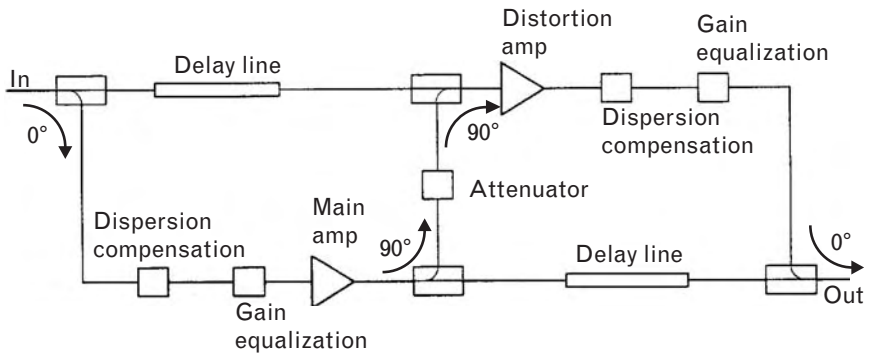 Distortion
amp
Gain
equalization
In
Delay line
0°
90°
Dispersion
compensation
Attenuator
Main
amp
Dispersion
compensation
90°
Delay line
0°
Out
Gain
equalization